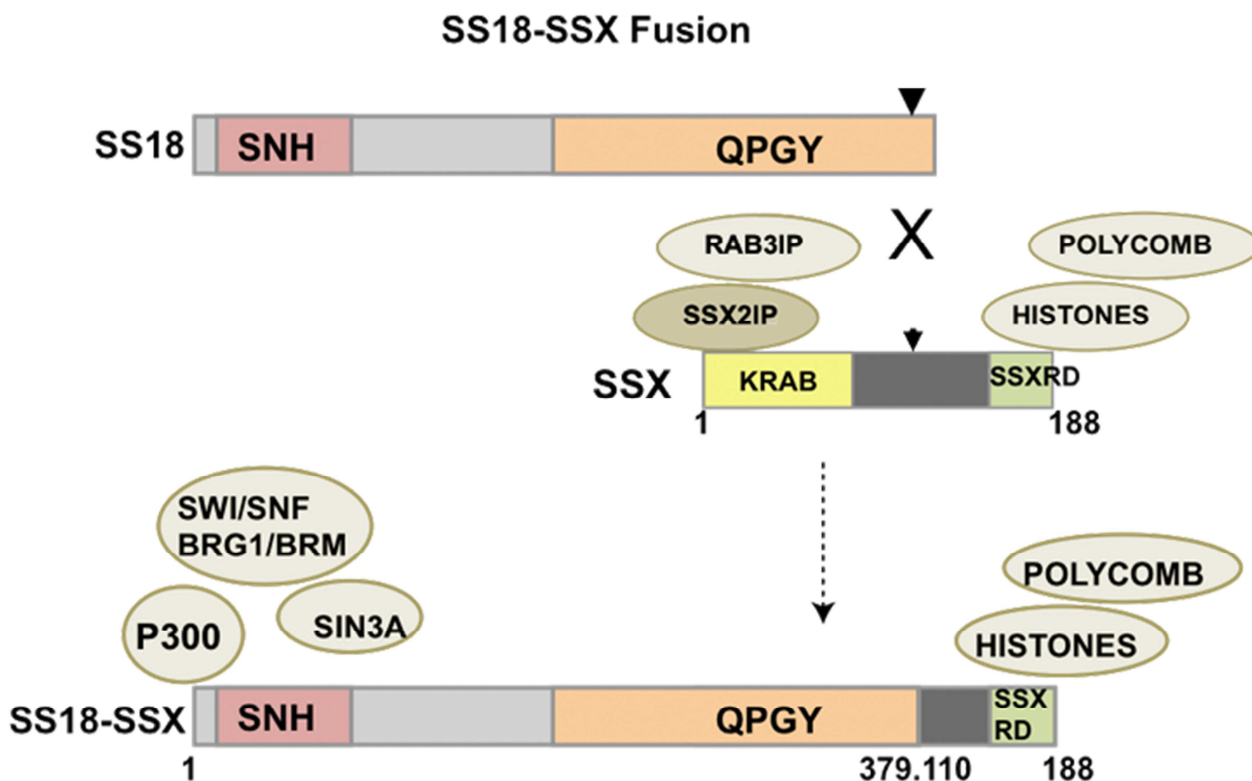 SS18-SSX Fusion
SS18
SNH
QPGY
RAB3IP
X
POLYCOMB
SSX2IP
HISTONES
SSX
KRAB
SSXRD
1
188
SWI/SNF
BRG1/BRM
P300
SIN3A
POLYCOMB
HISTONES
SS18-SSX
SNH
QPGY
SSX
RD
1
379.110
188